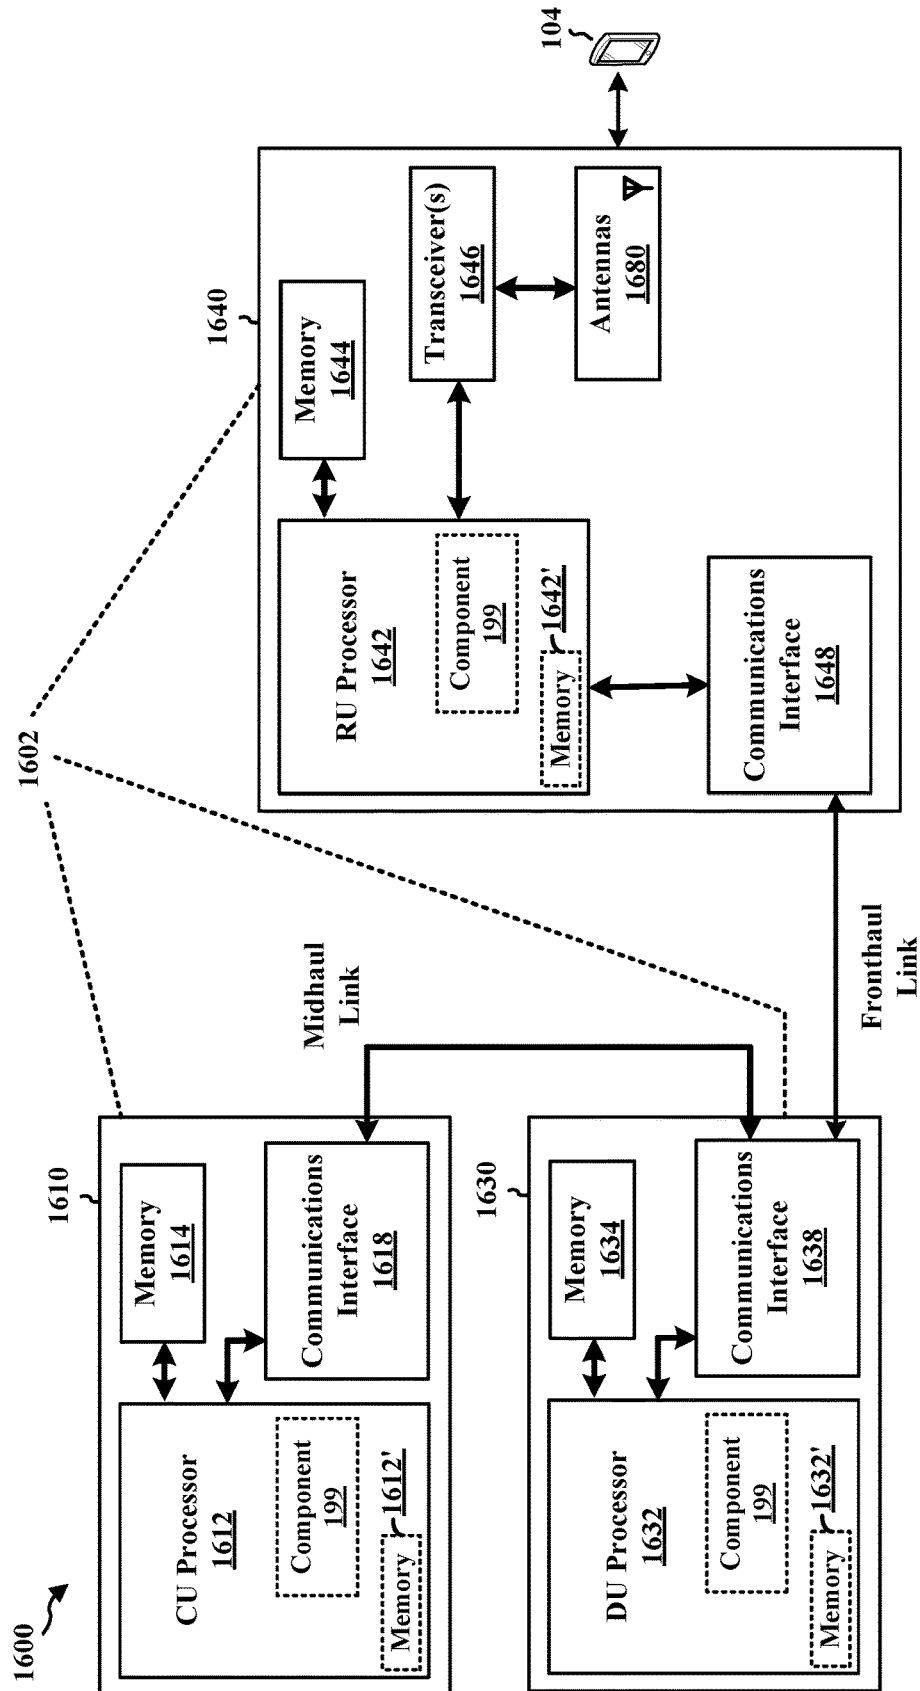 1600
1602
1610
CU Processor
1612
Component
199
Memory
1612'
Memory
1614
Communications
Interface
1618
Midhaul
Link
1630
DU Processor
1632
Component
199
Memory
1632'
Memory
1634
Communications
Interface
1638
Fronthaul
Link
1640
RU Processor
1642
Component
199
Memory
1642'
Memory
1644
Transceiver(s)
1646
Antennas
1680
Communications
Interface
1648
104